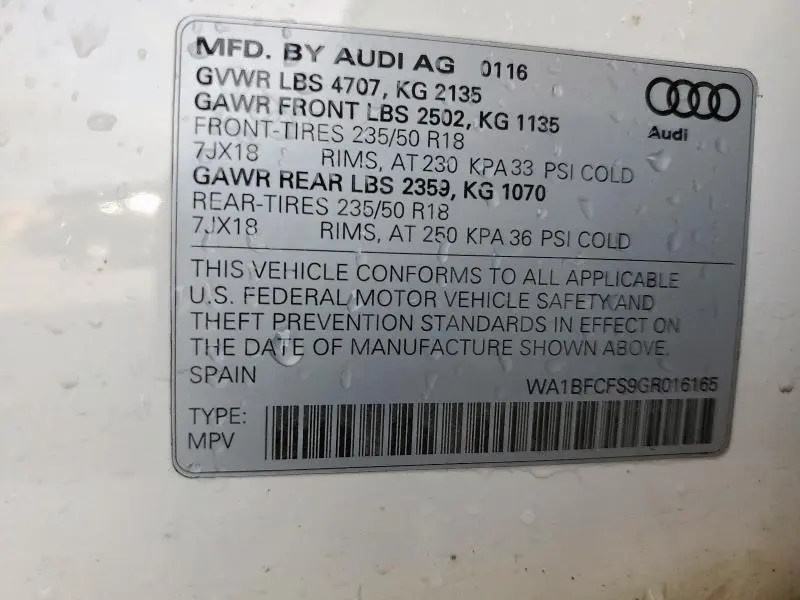 MFD. BY AUDI AG 0116
GVWR LBS 4707, KG 2135
GAWR FRONT LBS 2502, KG 1135
FRONT-TIRES 235/50 R18
7JX18 RIMS, AT 230 KPA 33 PSI COLD
GAWR REAR LBS 2359, KG 1070
REAR-TIRES 235/50 R18
7JX18 RIMS, AT 250 KPA 36 PSI COLD
Audi
THIS VEHICLE CONFORMS TO ALL APPLICABLE
U.S. FEDERAL MOTOR VEHICLE SAFETY AND
THEFT PREVENTION STANDARDS IN EFFECT ON
THE DATE OF MANUFACTURE SHOWN ABOVE.
SPAIN WA1BFCFS9GR016165
TYPE:
MPV